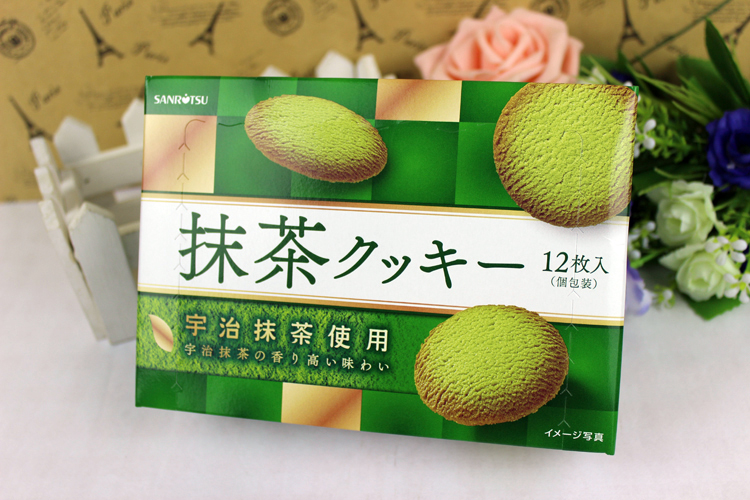 SANRITSU
抹茶クッキー
12枚入
(個包装)
宇治抹茶使用
宇治抹茶の香り高い味わい
イメージ写真
Paris